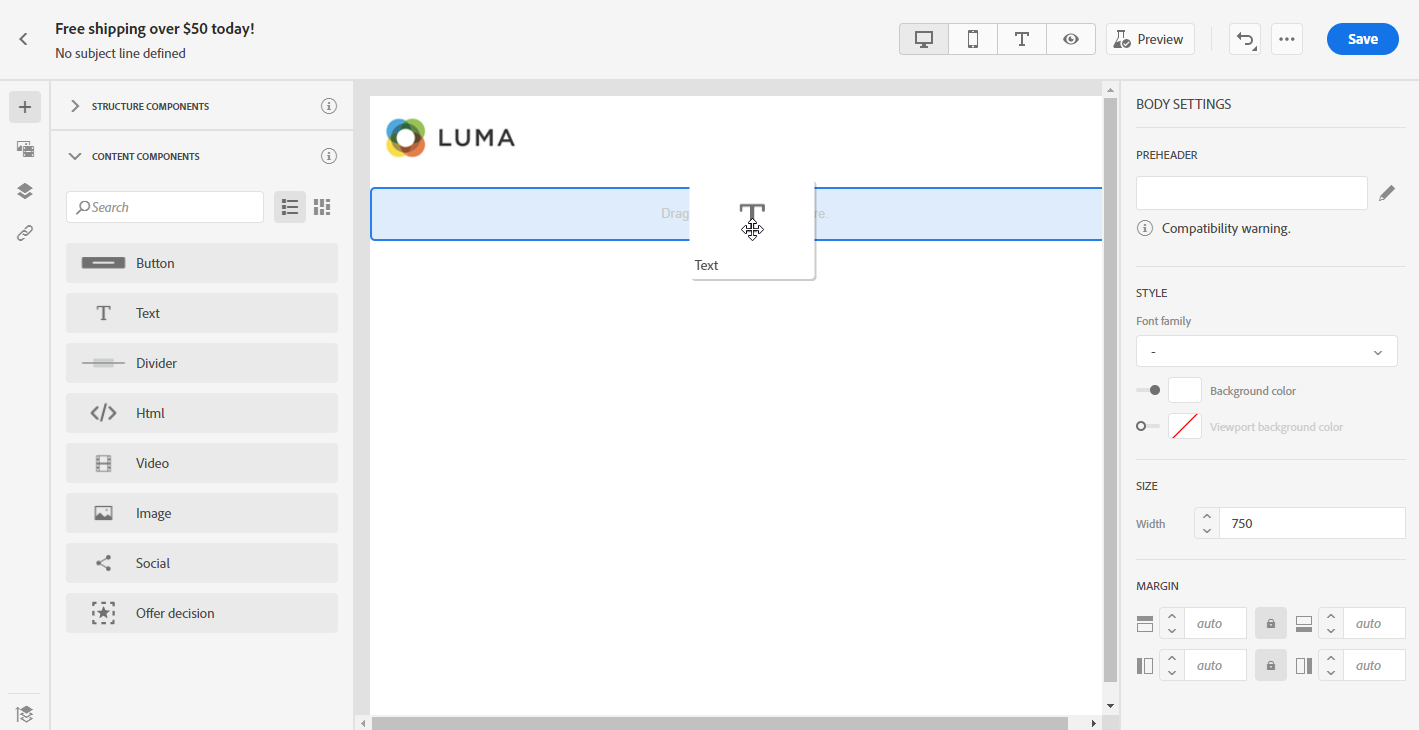 Free shipping over $50 today!
No subject line defined
Preview
Save
STRUCTURE COMPONENTS
CONTENT COMPONENTS
Search
Button
Text
Divider
Html
Video
Image
Social
Offer decision
LUMA
Drag
re.
Text
BODY SETTINGS
PREHEADER
Compatibility warning.
STYLE
Font family
-
Background color
Viewport background color
SIZE
Width
750
MARGIN
auto
auto
auto
auto